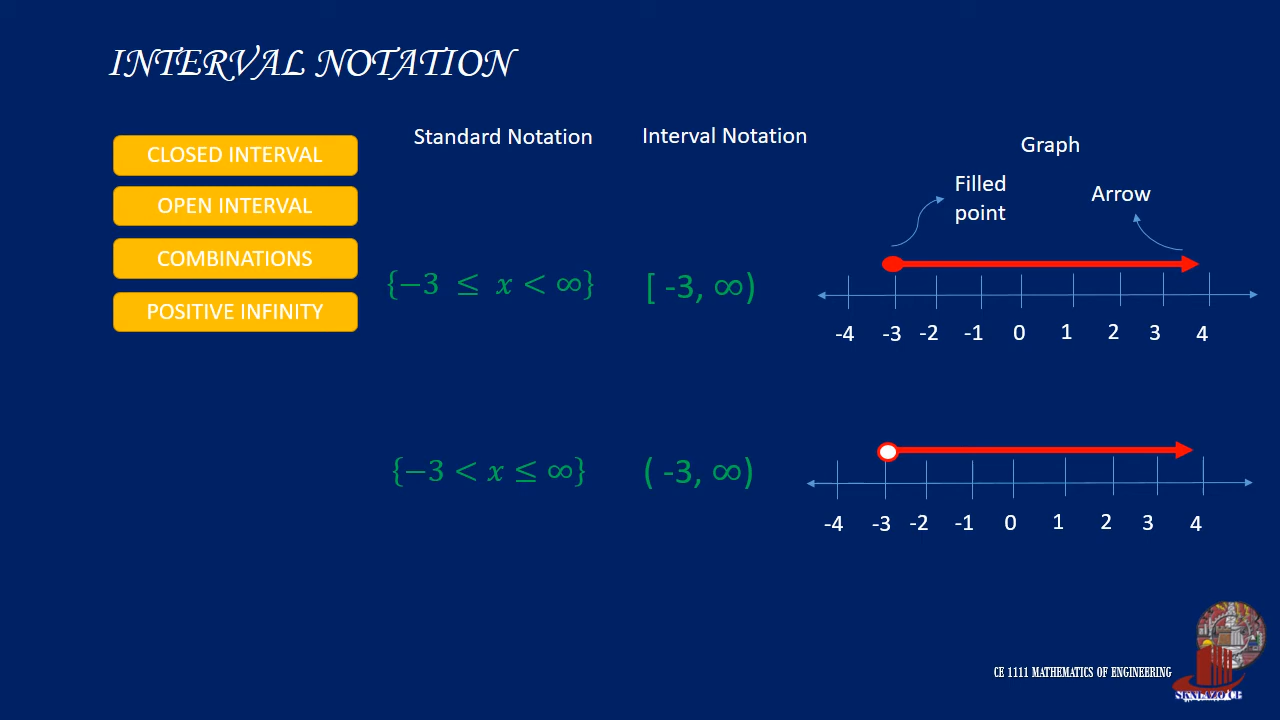 INTERVAL NOTATION
CLOSED INTERVAL
OPEN INTERVAL
COMBINATIONS
POSITIVE INFINITY
Standard Notation
Interval Notation
Graph
Filled
point
Arrow
{−3 ≤ x < ∞}
[ -3, ∞)
-4 -3 -2 -1 0 1 2 3 4
{−3 < x ≤ ∞}
( -3, ∞)
-4 -3 -2 -1 0 1 2 3 4
CE 1111 MATHEMATICS OF ENGINEERING